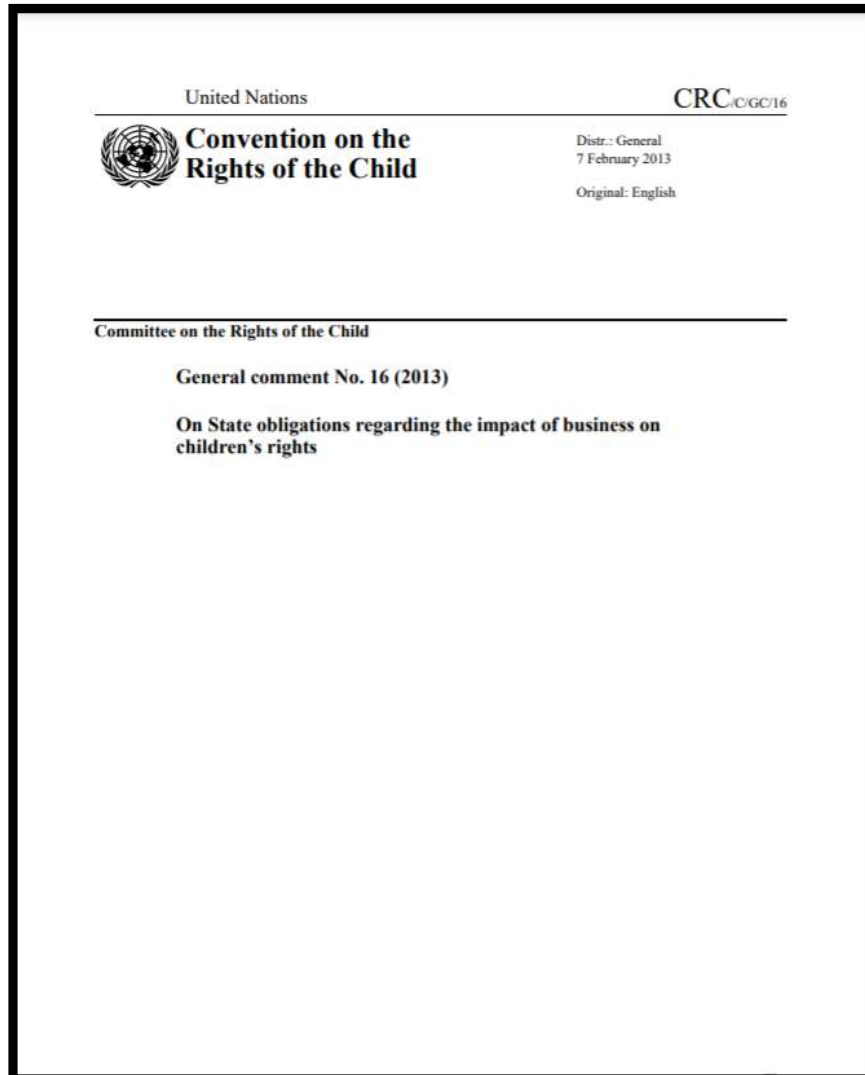 United Nations
CRC/C/GC/16
Convention on the
Rights of the Child
Distr.: General
7 February 2013
Original: English
Committee on the Rights of the Child
General comment No. 16 (2013)
On State obligations regarding the impact of business on
children's rights